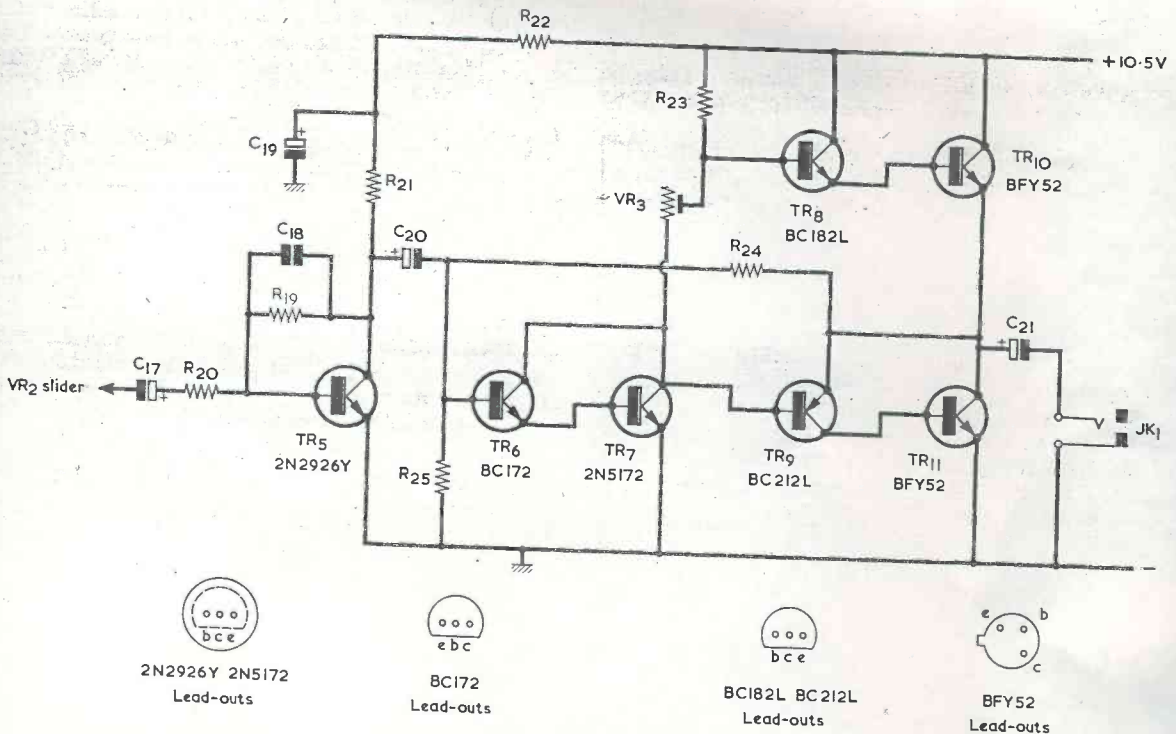 R22
+10·5V
R23
C19
+
R21
TR10
BFY52
VR3
TR8
BC182L
C18
C20
+
R24
R19
C21
+
C17
R20
VR2 slider
+
TR5
2N2926Y
TR6
BC172
TR7
2N5172
TR9
BC212L
TR11
BFY52
JK1
R25
−
b c e
2N2926Y 2N5172
Lead-outs
e b c
BC172
Lead-outs
b c e
BC182L BC212L
Lead-outs
e b
c
BFY52
Lead-outs